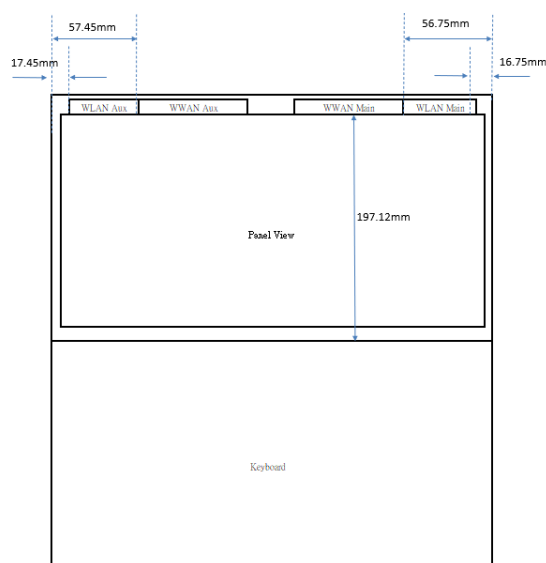 57.45mm
56.75mm
17.45mm
16.75mm
WLAN Aux
WWAN Aux
WWAN Main
WLAN Main
197.12mm
Panel View
Keyboard